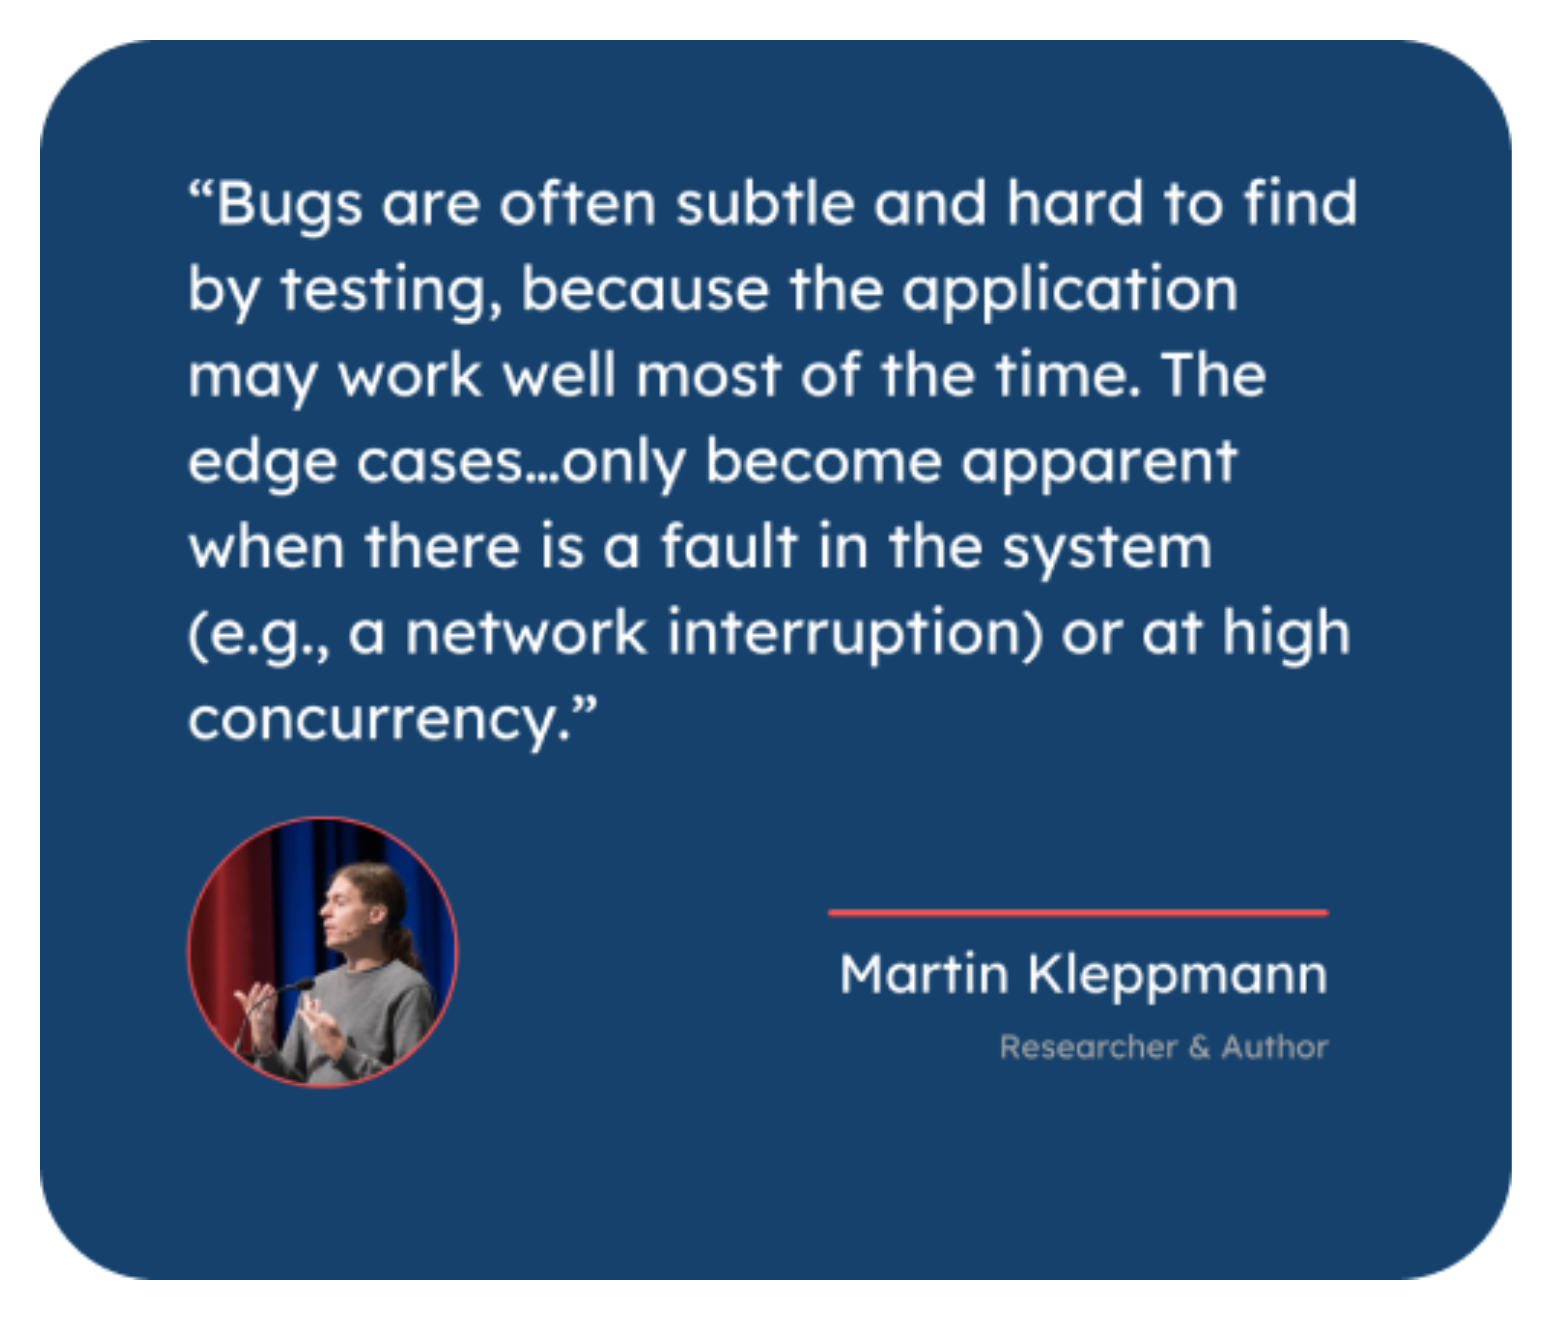 “Bugs are often subtle and hard to find
by testing, because the application
may work well most of the time. The
edge cases…only become apparent
when there is a fault in the system
(e.g., a network interruption) or at high
concurrency.”
Martin Kleppmann
Researcher & Author